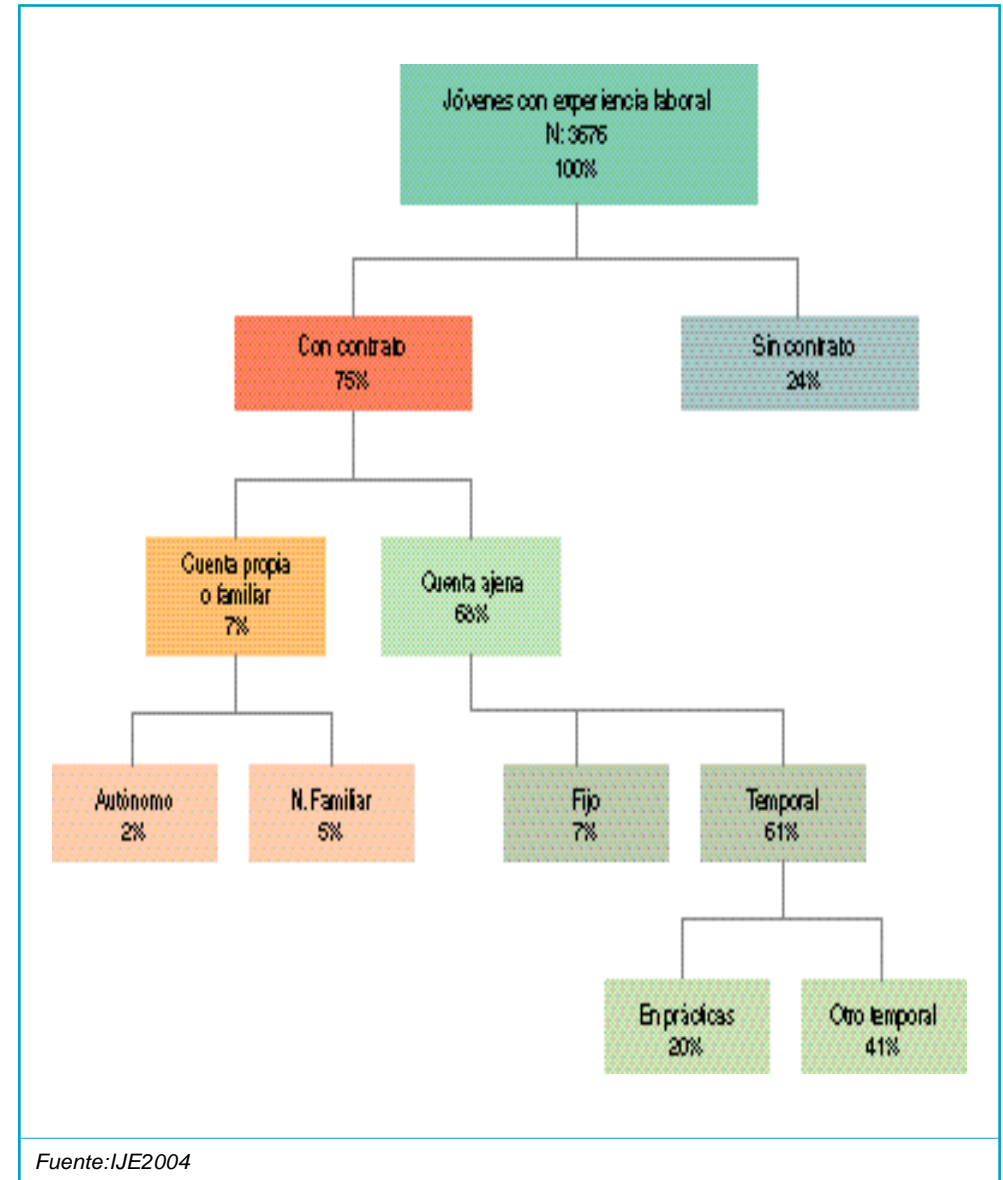 Jóvenes con experiencia laboral
N: 3676
100%
Con contrato
75%
Sin contrato
24%
Cuenta propia
o familiar
7%
Cuenta ajena
68%
Autónomo
2%
N. Familiar
5%
Fijo
7%
Temporal
61%
En prácticas
20%
Otro temporal
41%
Fuente:IJE2004